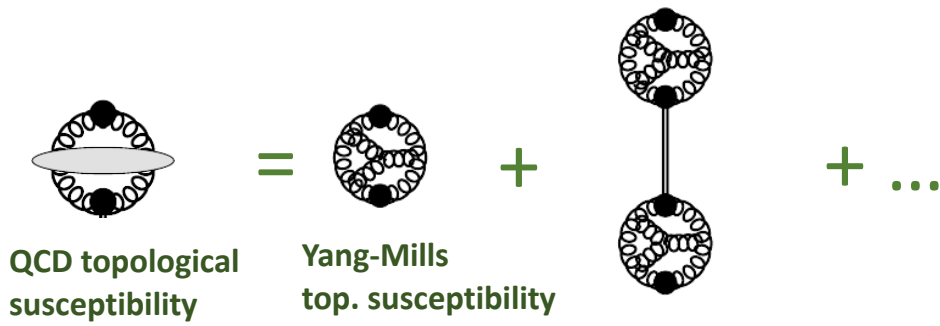 = + + ...
QCD topological
susceptibility
Yang-Mills
top. susceptibility